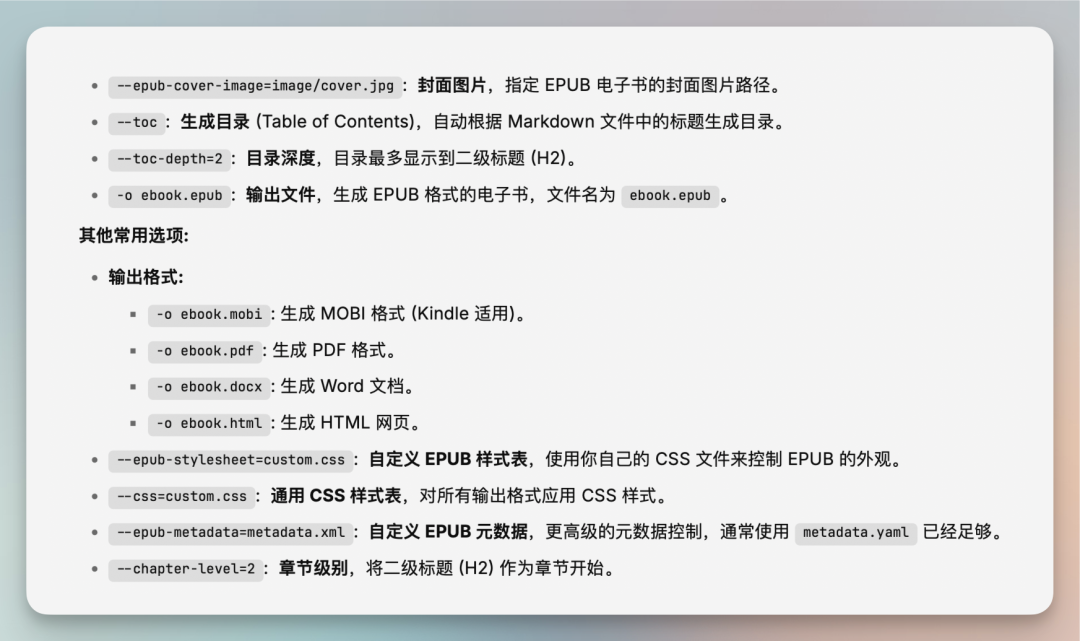 --epub-cover-image=image/cover.jpg：封面图片，指定 EPUB 电子书的封面图片路径。
--toc：生成目录 (Table of Contents)，自动根据 Markdown 文件中的标题生成目录。
--toc-depth=2：目录深度，目录最多显示到二级标题 (H2)。
-o ebook.epub：输出文件，生成 EPUB 格式的电子书，文件名为 ebook.epub。
其他常用选项:
输出格式:
-o ebook.mobi: 生成 MOBI 格式 (Kindle 适用)。
-o ebook.pdf: 生成 PDF 格式。
-o ebook.docx: 生成 Word 文档。
-o ebook.html: 生成 HTML 网页。
--epub-stylesheet=custom.css：自定义 EPUB 样式表，使用你自己的 CSS 文件来控制 EPUB 的外观。
--css=custom.css：通用 CSS 样式表，对所有输出格式应用 CSS 样式。
--epub-metadata=metadata.xml：自定义 EPUB 元数据，更高级的元数据控制，通常使用 metadata.yaml 已经足够。
--chapter-level=2：章节级别，将二级标题 (H2) 作为章节开始。